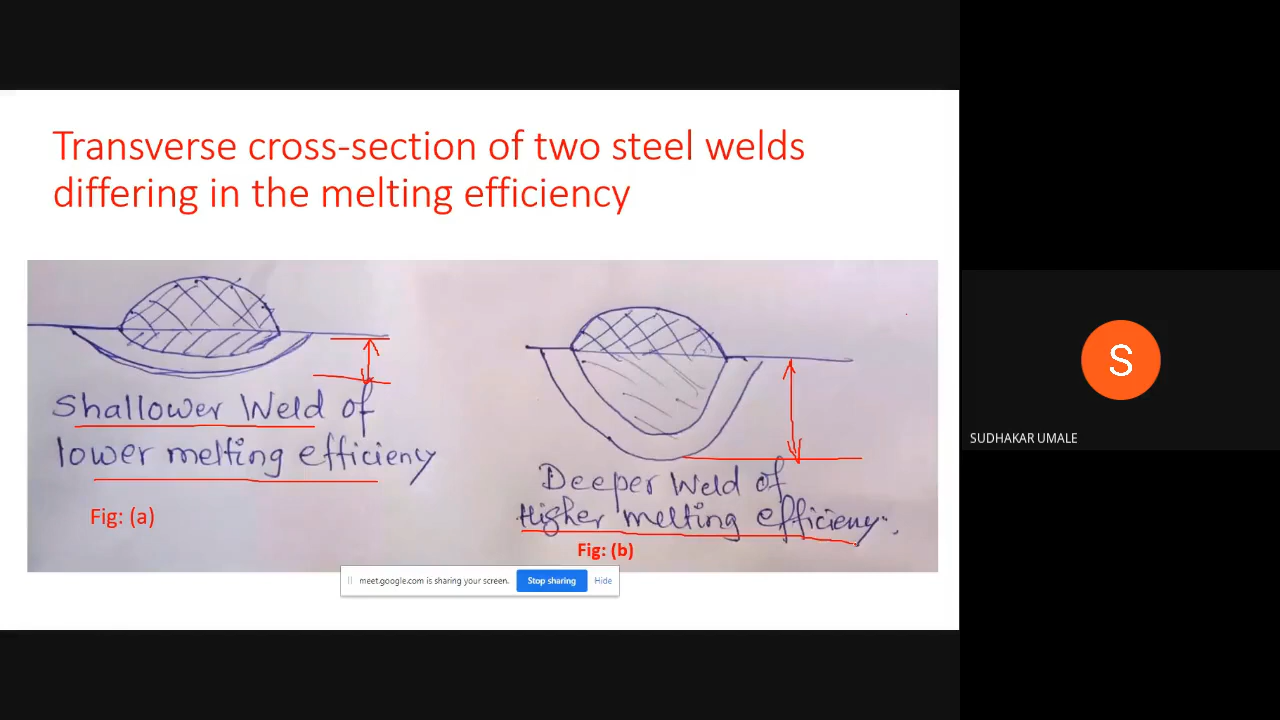 Transverse cross-section of two steel welds
differing in the melting efficiency
Shallower Weld of
lower melting efficiency
Fig: (a)
Deeper Weld of
Higher melting efficieny.
Fig: (b)
meet.google.com is sharing your screen.
Stop sharing
Hide
S
SUDHAKAR UMALE